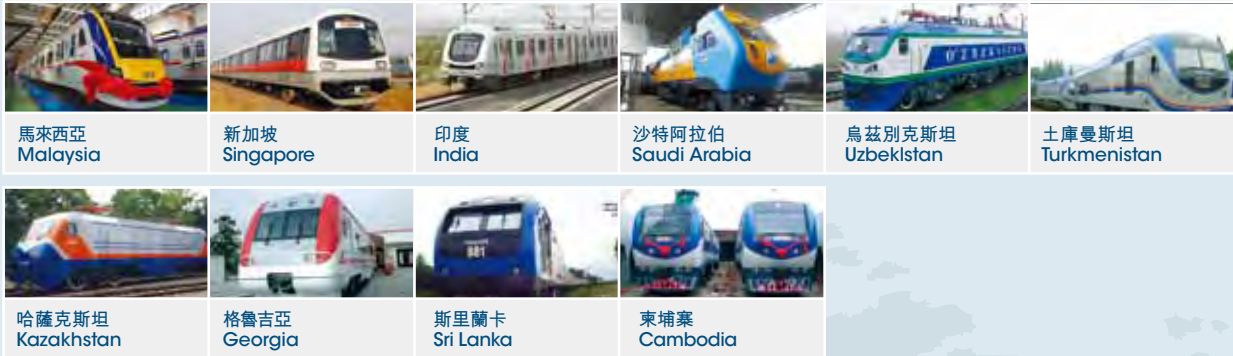 O'ZBEKISTON
馬來西亞
Malaysia
新加坡
Singapore
印度
India
沙特阿拉伯
Saudi Arabia
烏茲別克斯坦
Uzbeklstan
土庫曼斯坦
Turkmenistan
881
哈薩克斯坦
Kazakhstan
格魯吉亞
Georgia
斯里蘭卡
Sri Lanka
柬埔寨
Cambodia